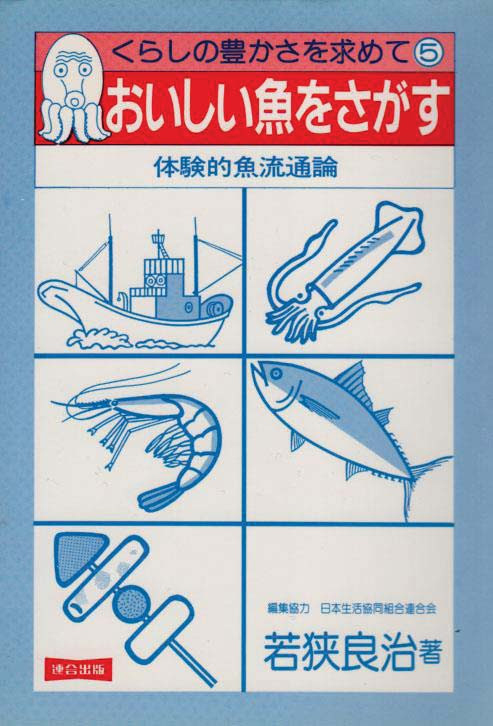 くらしの豊かさを求めて⑤
おいしい魚をさがす
体験的魚流通論
編集協力 日本生活協同組合連合会
若狭良治著
連合出版